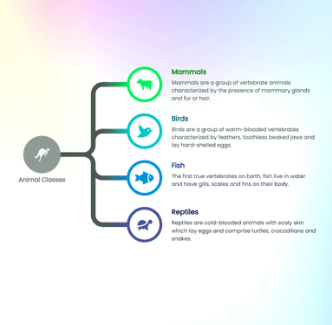 Mammals
Mammals are a group of vertebrate animals
characterized by the presence of mammary glands
and fur or hair.
Birds
Birds are a group of warm-blooded vertebrates
characterized by feathers, toothless beaked jaws and
lay hard-shelled eggs.
Animal Classes
Fish
The first true vertebrates on Earth, fish live in water
and have gills, scales and fins on their body.
Reptiles
Reptiles are cold-blooded animals with scaly skin
which lay eggs and comprise turtles, crocodilians and
snakes.